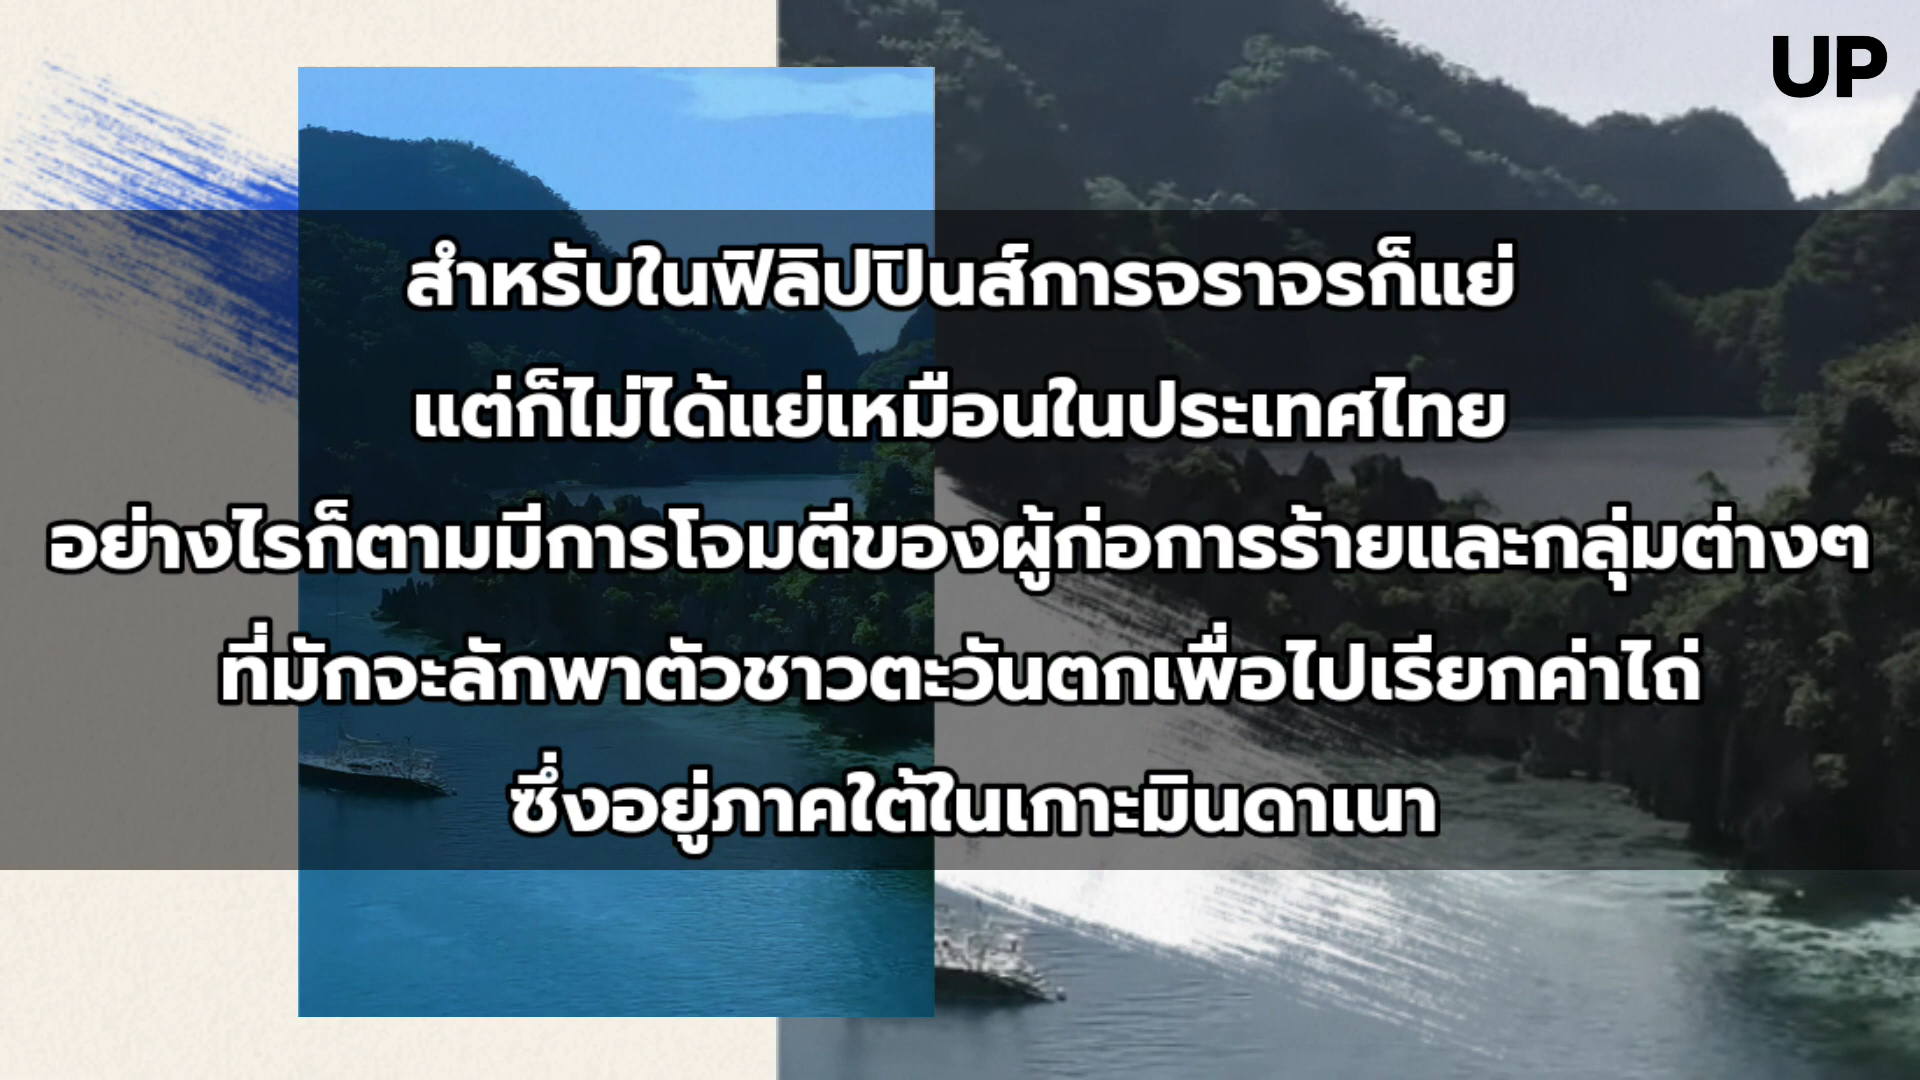 UP
สำหรับในฟิลิปปินส์การจราจรก็แย่
แต่ก็ไม่ได้แย่เหมือนในประเทศไทย
อย่างไรก็ตามมีการโจมตีของผู้ก่อการร้ายและกลุ่มต่างๆ
ที่มักจะลักพาตัวชาวตะวันตกเพื่อไปเรียกค่าไถ่
ซึ่งอยู่ภาคใต้ในเกาะมินดาเนา